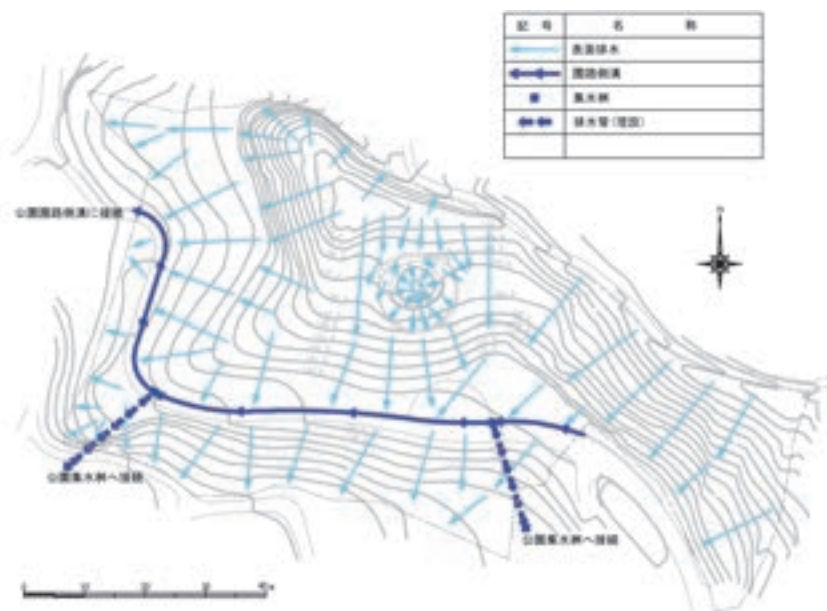 記 号 名 称
表面排水
園路側溝
集水桝
排水管(埋設)
公園園路側溝に接続
公園集水桝へ接続
公園集水桝へ接続